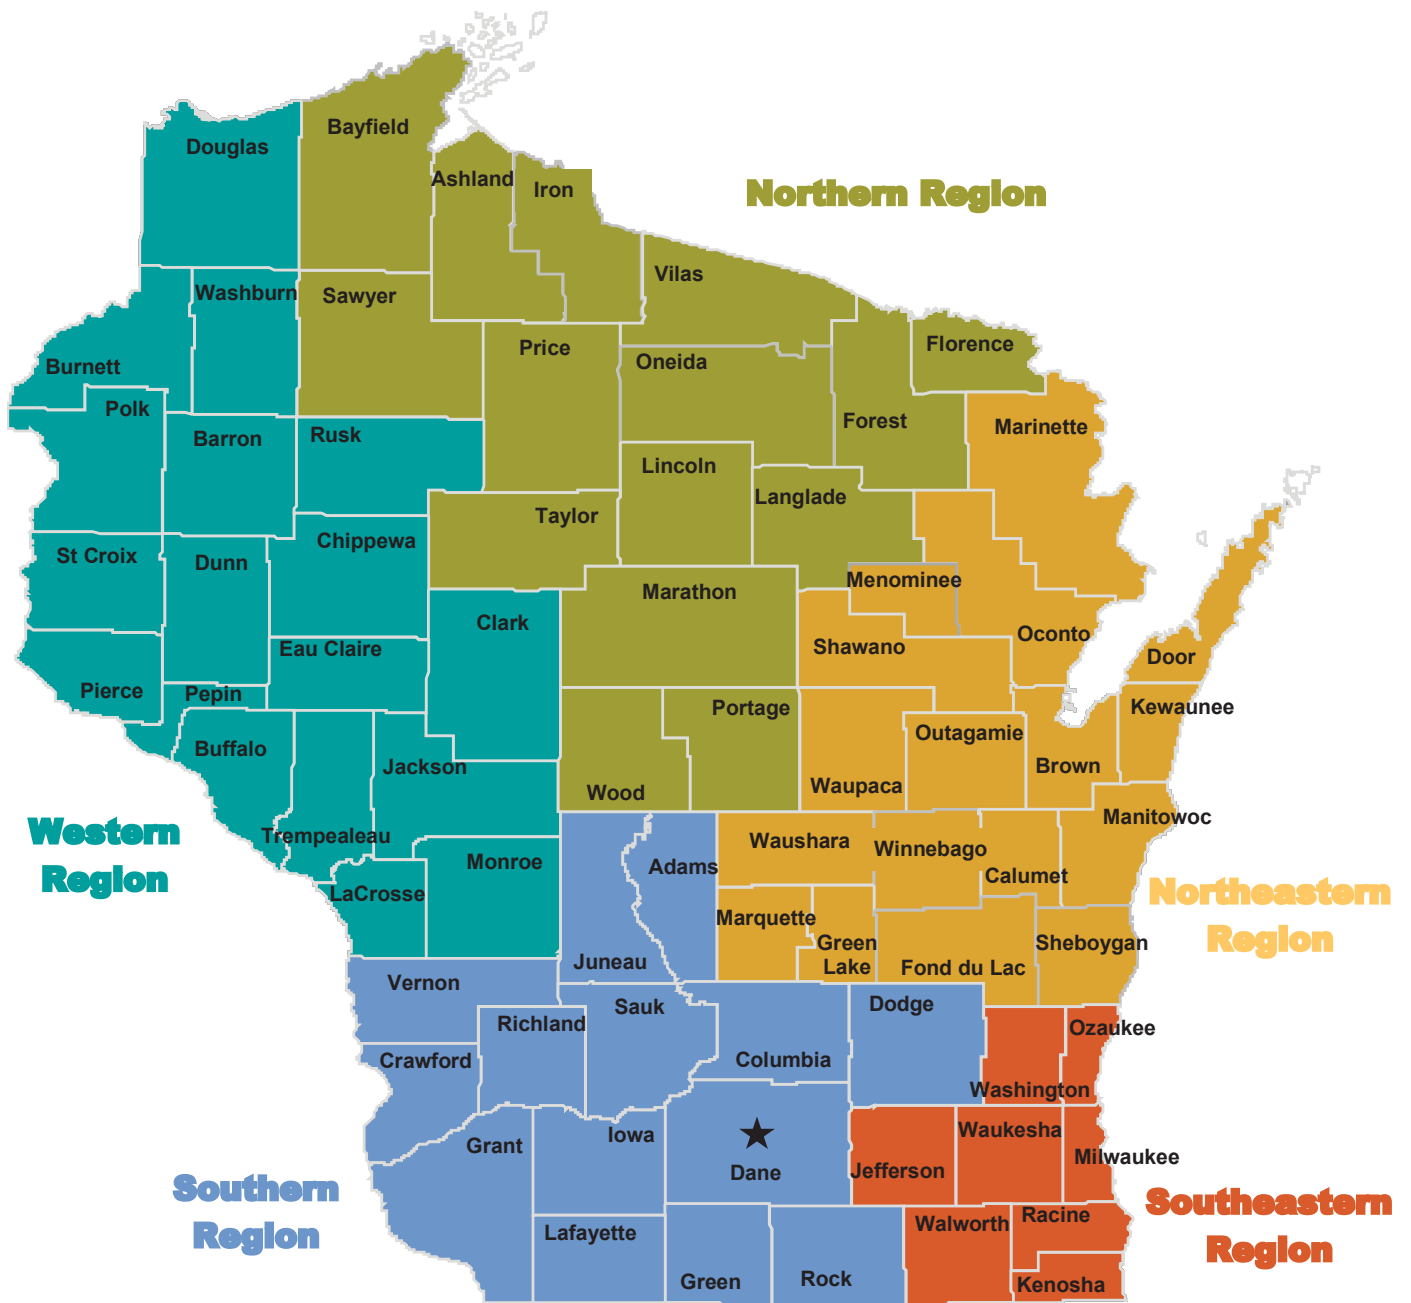 Bayfield
Douglas
Ashland
Iron
Northern Region
Vilas
Washburn
Sawyer
Florence
Price
Oneida
Burnett
Polk
Forest
Marinette
Barron
Rusk
Lincoln
Langlade
Taylor
Chippewa
St Croix
Dunn
Menominee
Marathon
Clark
Oconto
Eau Claire
Shawano
Door
Pierce
Pepin
Portage
Kewaunee
Outagamie
Buffalo
Jackson
Brown
Waupaca
Wood
Manitowoc
Western
Region
Trempealeau
Waushara
Winnebago
Monroe
Adams
Calumet
LaCrosse
Northeastern
Region
Marquette
Green
Lake
Sheboygan
Juneau
Fond du Lac
Vernon
Sauk
Dodge
Richland
Ozaukee
Crawford
Columbia
Washington
Waukesha
Iowa
Grant
Milwaukee
Dane
Jefferson
Southern
Region
Southeastern
Region
Racine
Walworth
Lafayette
Green
Rock
Kenosha